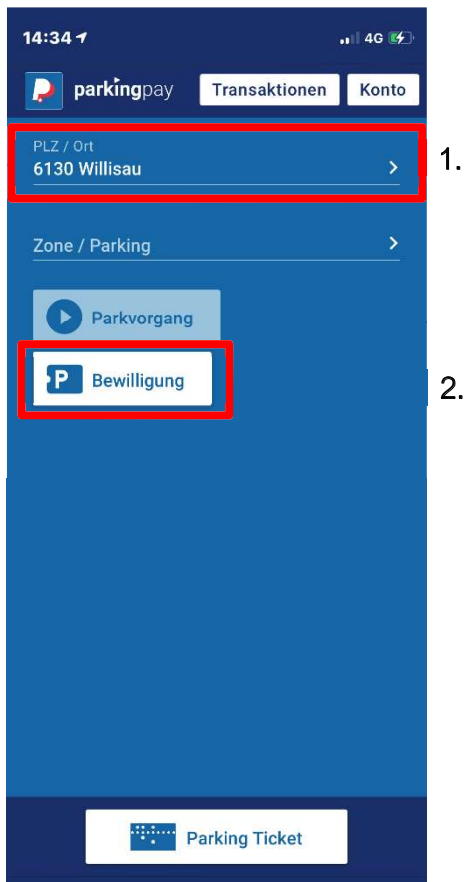 14:34 4G
parkingpay Transaktionen Konto
PLZ / Ort
6130 Willisau
1.
Zone / Parking
Parkvorgang
P Bewilligung
2.
Parking Ticket